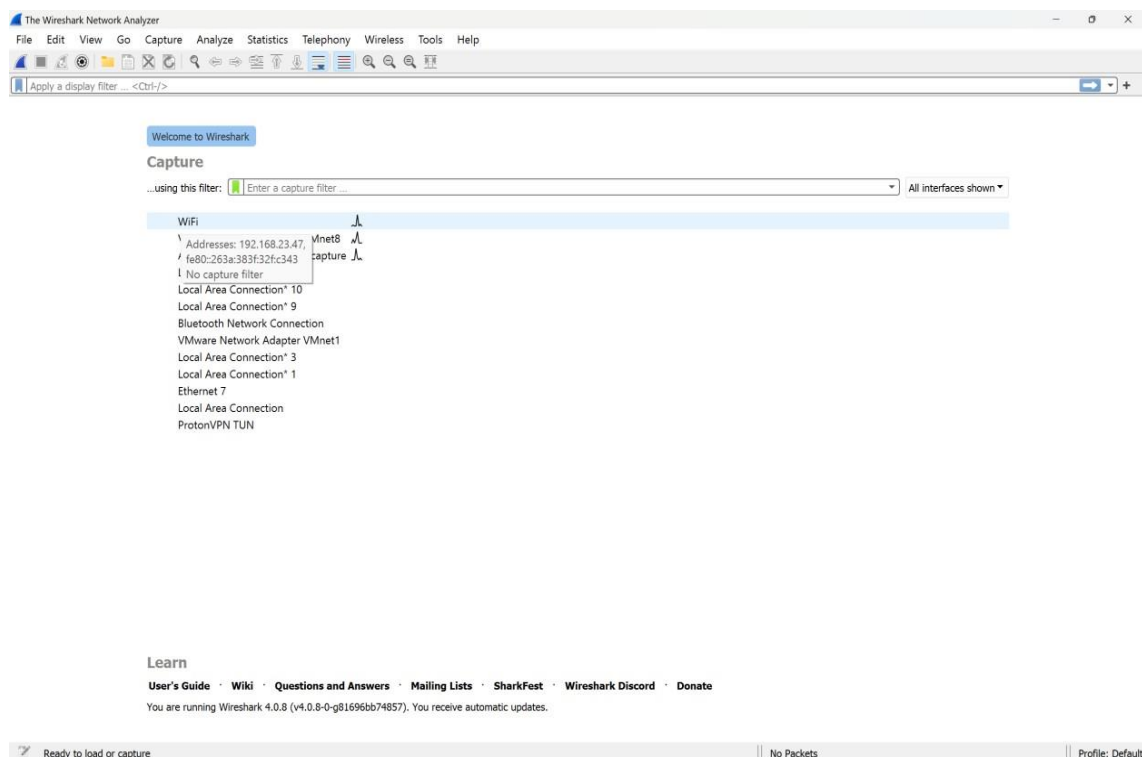 The Wireshark Network Analyzer
File Edit View Go Capture Analyze Statistics Telephony Wireless Tools Help
Apply a display filter ... <Ctrl-/>
Welcome to Wireshark
Capture
...using this filter: Enter a capture filter ... All interfaces shown
WiFi
Mnet8
Addresses: 192.168.23.47,
fe80::263a:383f:32f:c343
capture
No capture filter
Local Area Connection* 10
Local Area Connection* 9
Bluetooth Network Connection
VMware Network Adapter VMnet1
Local Area Connection* 3
Local Area Connection* 1
Ethernet 7
Local Area Connection
ProtonVPN TUN
Learn
User's Guide · Wiki · Questions and Answers · Mailing Lists · SharkFest · Wireshark Discord · Donate
You are running Wireshark 4.0.8 (v4.0.8-0-g81696bb74857). You receive automatic updates.
Ready to load or capture No Packets Profile: Default